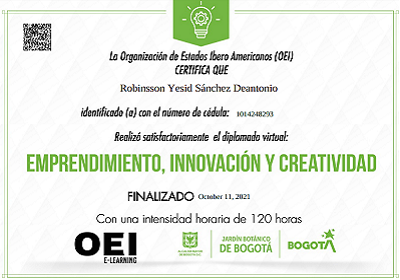 La Organización de Estados Ibero Americanos (OEI)
CERTIFICA QUE
Robinsson Yesid Sánchez Deantonio
identificado (a) con el número de cédula: 1014248293
Realizó satisfactoriamente el diplomado virtual:
EMPRENDIMIENTO, INNOVACIÓN Y CREATIVIDAD
FINALIZADO October 11, 2021
Con una intensidad horaria de 120 horas
OEI
E-LEARNING
JARDÍN BOTÁNICO
DE BOGOTÁ
BOGOTÁ